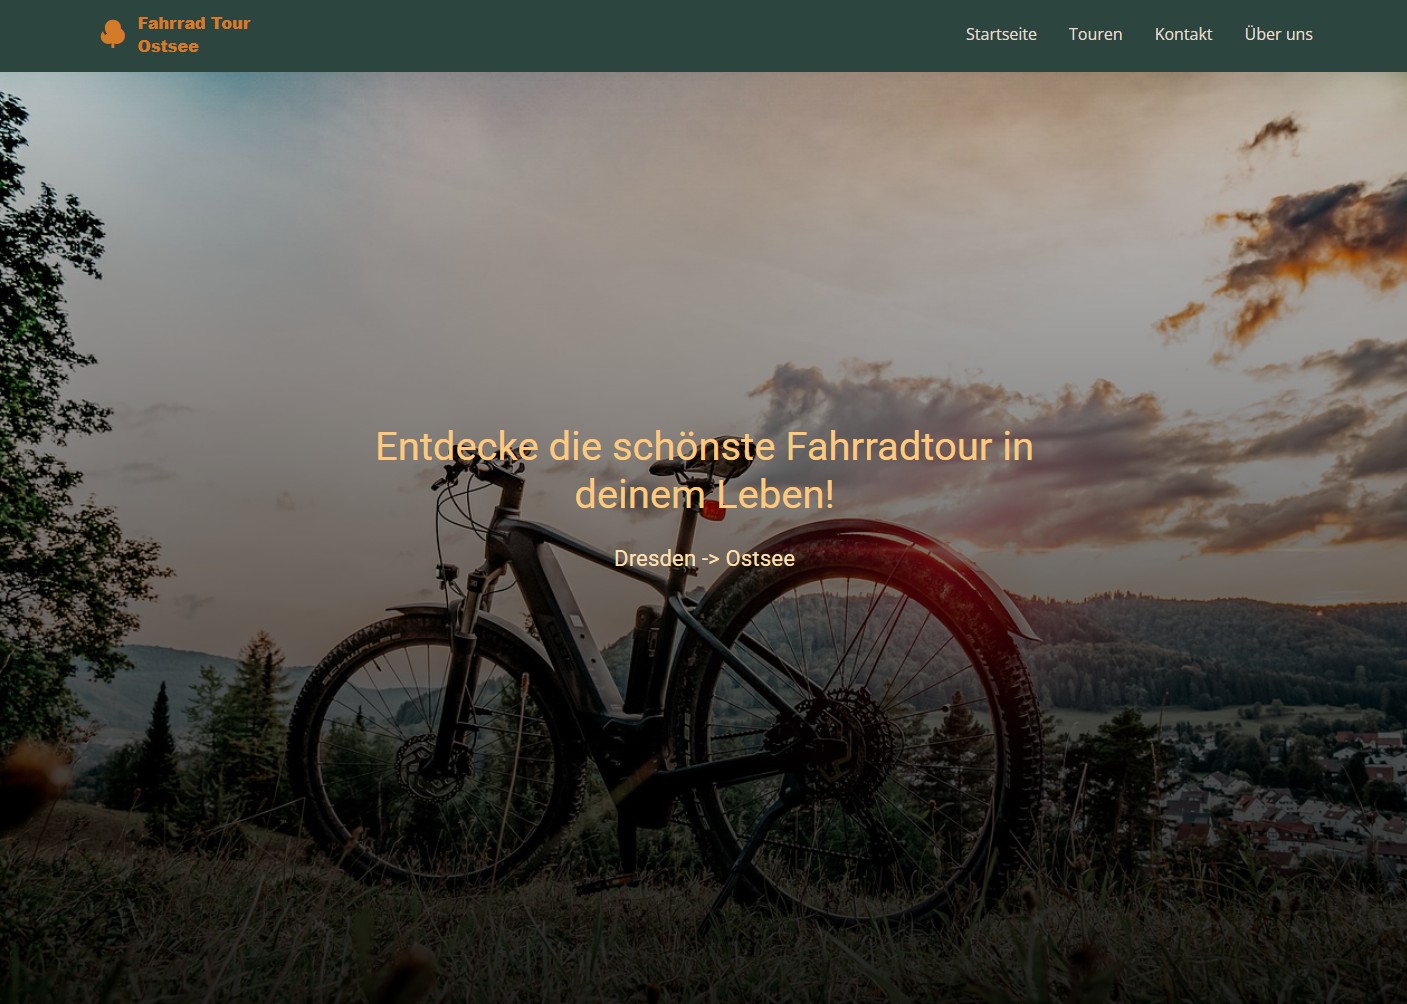 Fahrrad Tour
Ostsee
Startseite Touren Kontakt Über uns
Entdecke die schönste Fahrradtour in
deinem Leben!
Dresden -> Ostsee